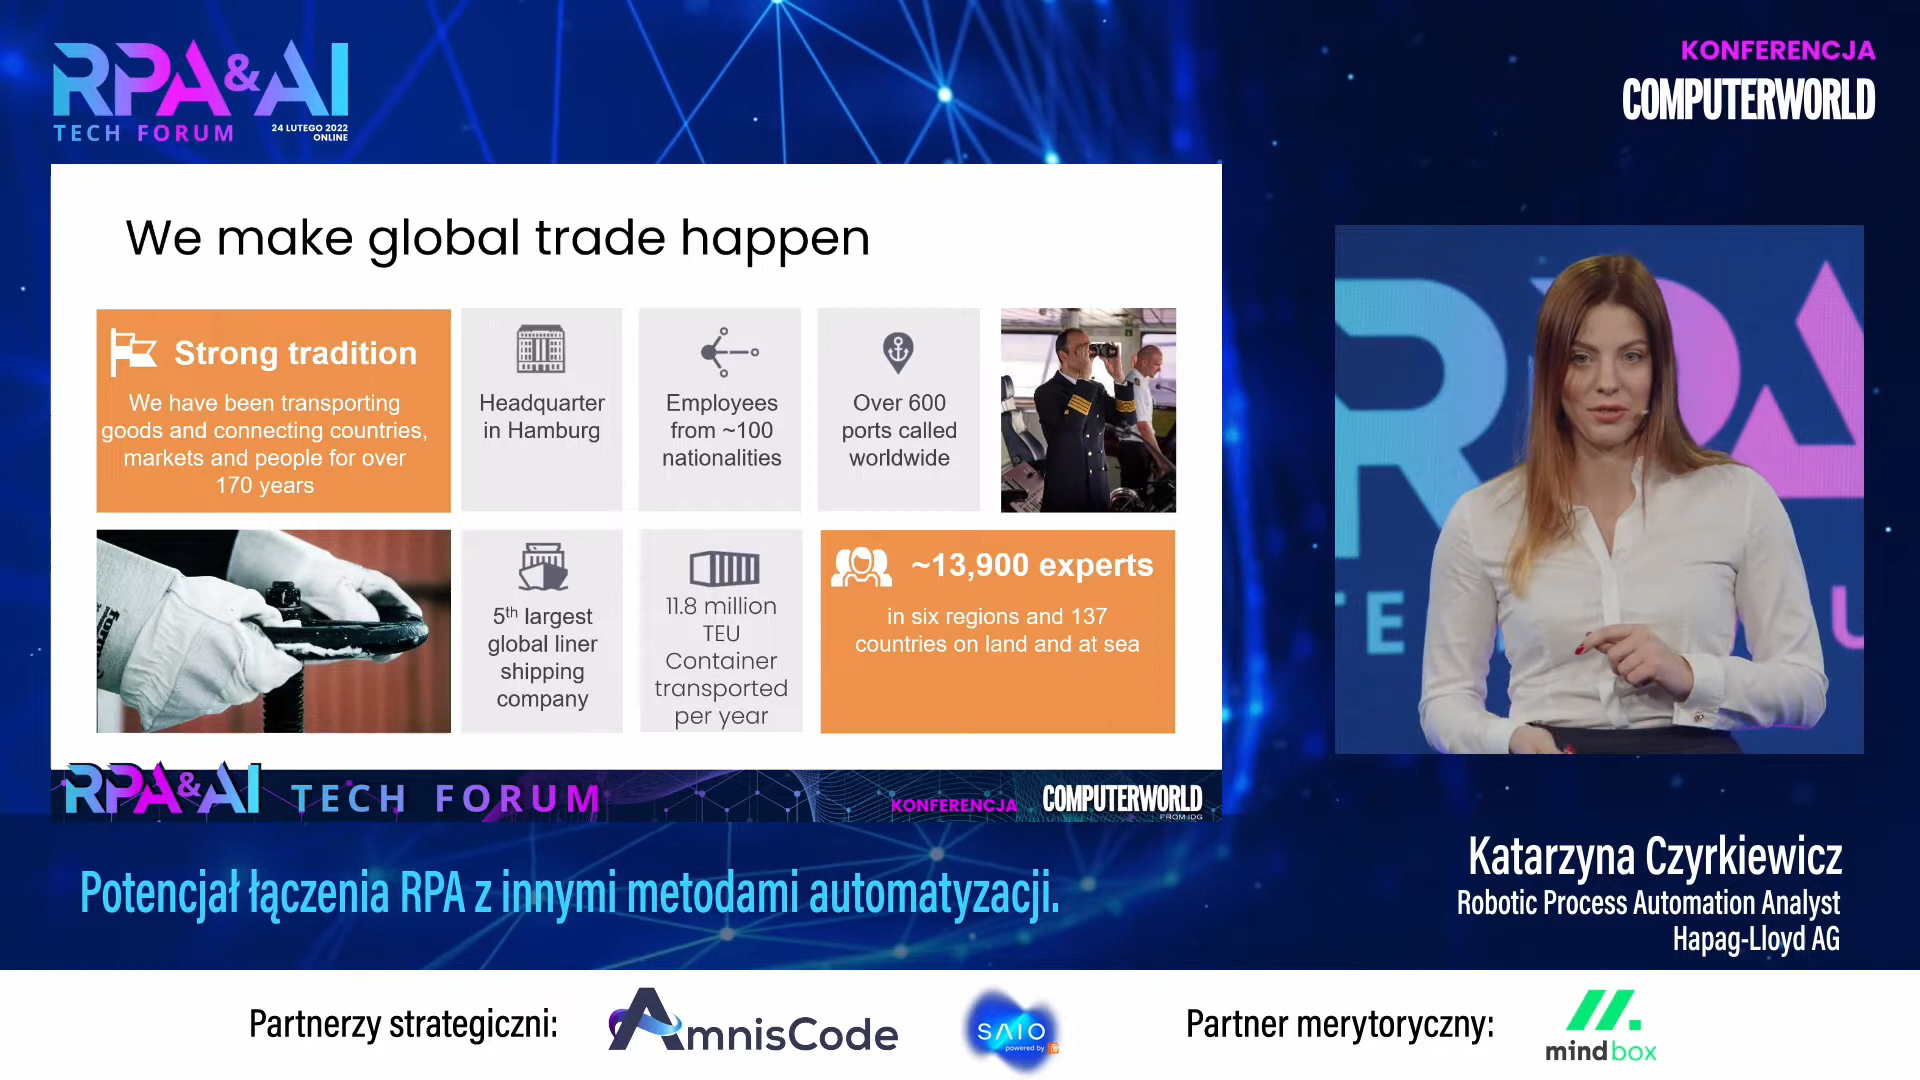 RPA&AI
TECH FORUM
24 LUTEGO 2022
ONLINE
KONFERENCJA
COMPUTERWORLD
We make global trade happen
Strong tradition
We have been transporting
goods and connecting countries,
markets and people for over
170 years
Headquarter
in Hamburg
Employees
from ~100
nationalities
Over 600
ports called
worldwide
5th largest
global liner
shipping
company
11.8 million
TEU
Container
transported
per year
~13,900 experts
in six regions and 137
countries on land and at sea
RPA&AI TECH FORUM
KONFERENCJA COMPUTERWORLD
FROM IDG
Potencjał łączenia RPA z innymi metodami automatyzacji.
Katarzyna Czyrkiewicz
Robotic Process Automation Analyst
Hapag-Lloyd AG
Partnerzy strategiczni:
AmnisCode
SAIO
powered by
Partner merytoryczny:
mindbox